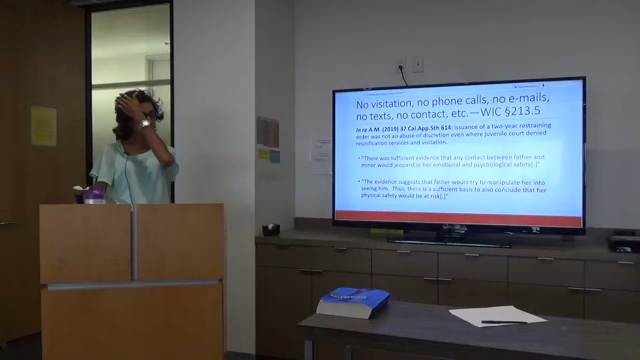 No visitation, no phone calls, no e-mails,
no texts, no contact, etc.—WIC §213.5
In re A.M. (2019) 37 Cal.App.5th 614: issuance of a two-year restraining
order was not an abuse of discretion even where juvenile court denied
reunification services and visitation.
• "There was sufficient evidence that any contact between father and
minor would jeopardize her emotional and psychological safety[.]"
• "The evidence suggests that father would try to manipulate her into
seeing him. Thus, there is a sufficient basis to also conclude that her
physical safety would be at risk[.]"